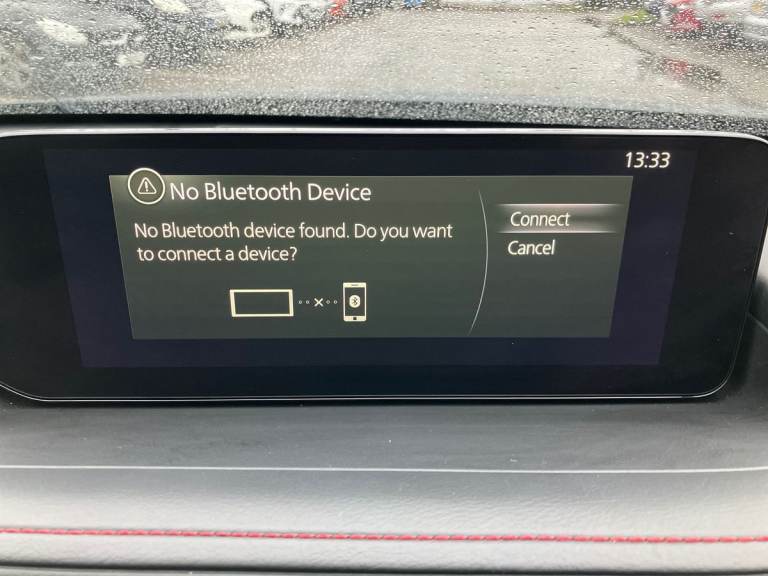 13:33
No Bluetooth Device
No Bluetooth device found. Do you want
to connect a device?
Connect
Cancel